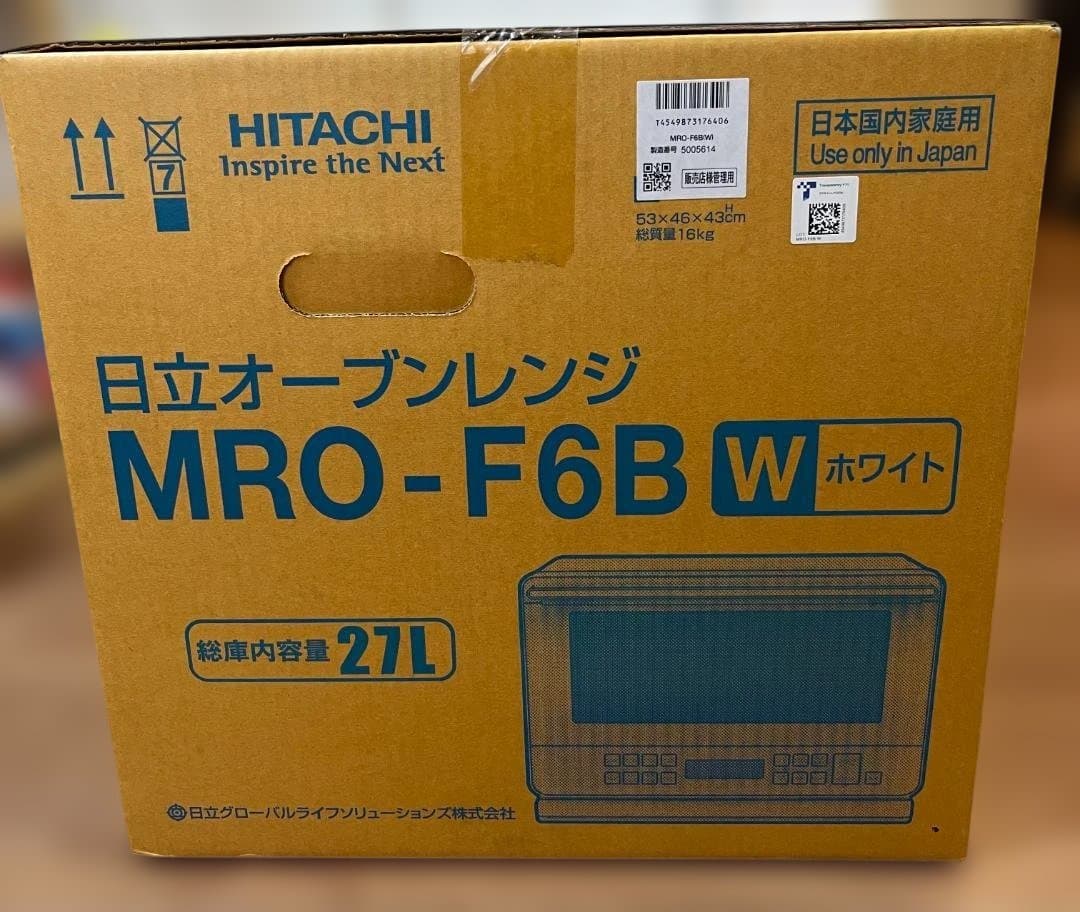 HITACHI
Inspire the Next
7
T4549873176406
MRO-F6B(W)
製造番号 5005614
販売店様管理用
日本国内家庭用
Use only in Japan
Transparency
MRO-F6B W
H
53×46×43cm
総質量16kg
日立オーブンレンジ
MRO-F6B W ホワイト
総庫内容量 27L
日立グローバルライフソリューションズ株式会社